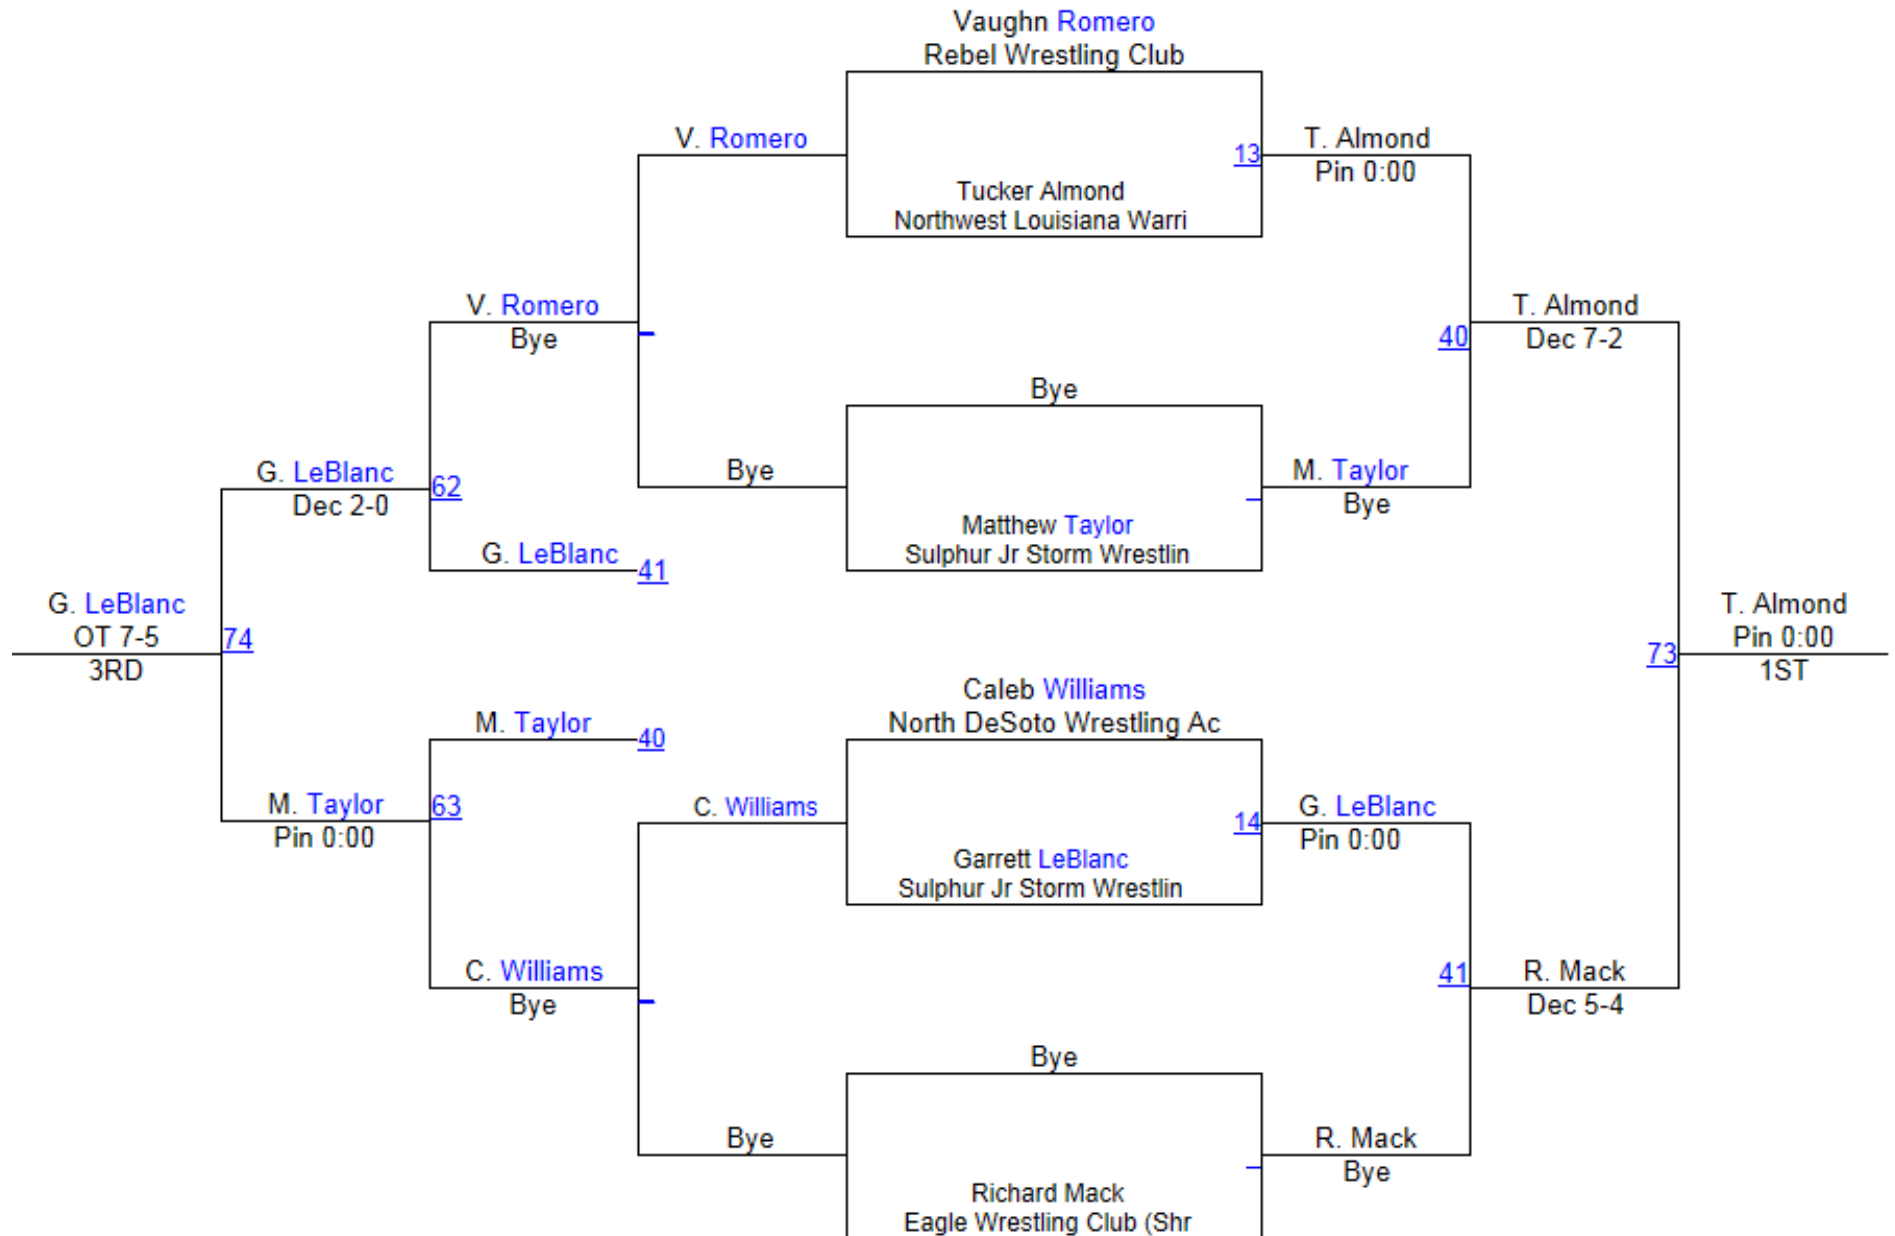 Vaughn Romero
Rebel Wrestling Club
V. Romero
13
T. Almond
Pin 0:00
Tucker Almond
Northwest Louisiana Warri
V. Romero
Bye
T. Almond
Dec 7-2
40
Bye
G. LeBlanc
Dec 2-0
62
Bye
M. Taylor
Bye
Matthew Taylor
Sulphur Jr Storm Wrestlin
G. LeBlanc
41
G. LeBlanc
OT 7-5
3RD
74
T. Almond
Pin 0:00
1ST
73
Caleb Williams
North DeSoto Wrestling Ac
M. Taylor
40
M. Taylor
Pin 0:00
63
C. Williams
14
G. LeBlanc
Pin 0:00
Garrett LeBlanc
Sulphur Jr Storm Wrestlin
C. Williams
Bye
41
R. Mack
Dec 5-4
Bye
Bye
R. Mack
Bye
Richard Mack
Eagle Wrestling Club (Shr